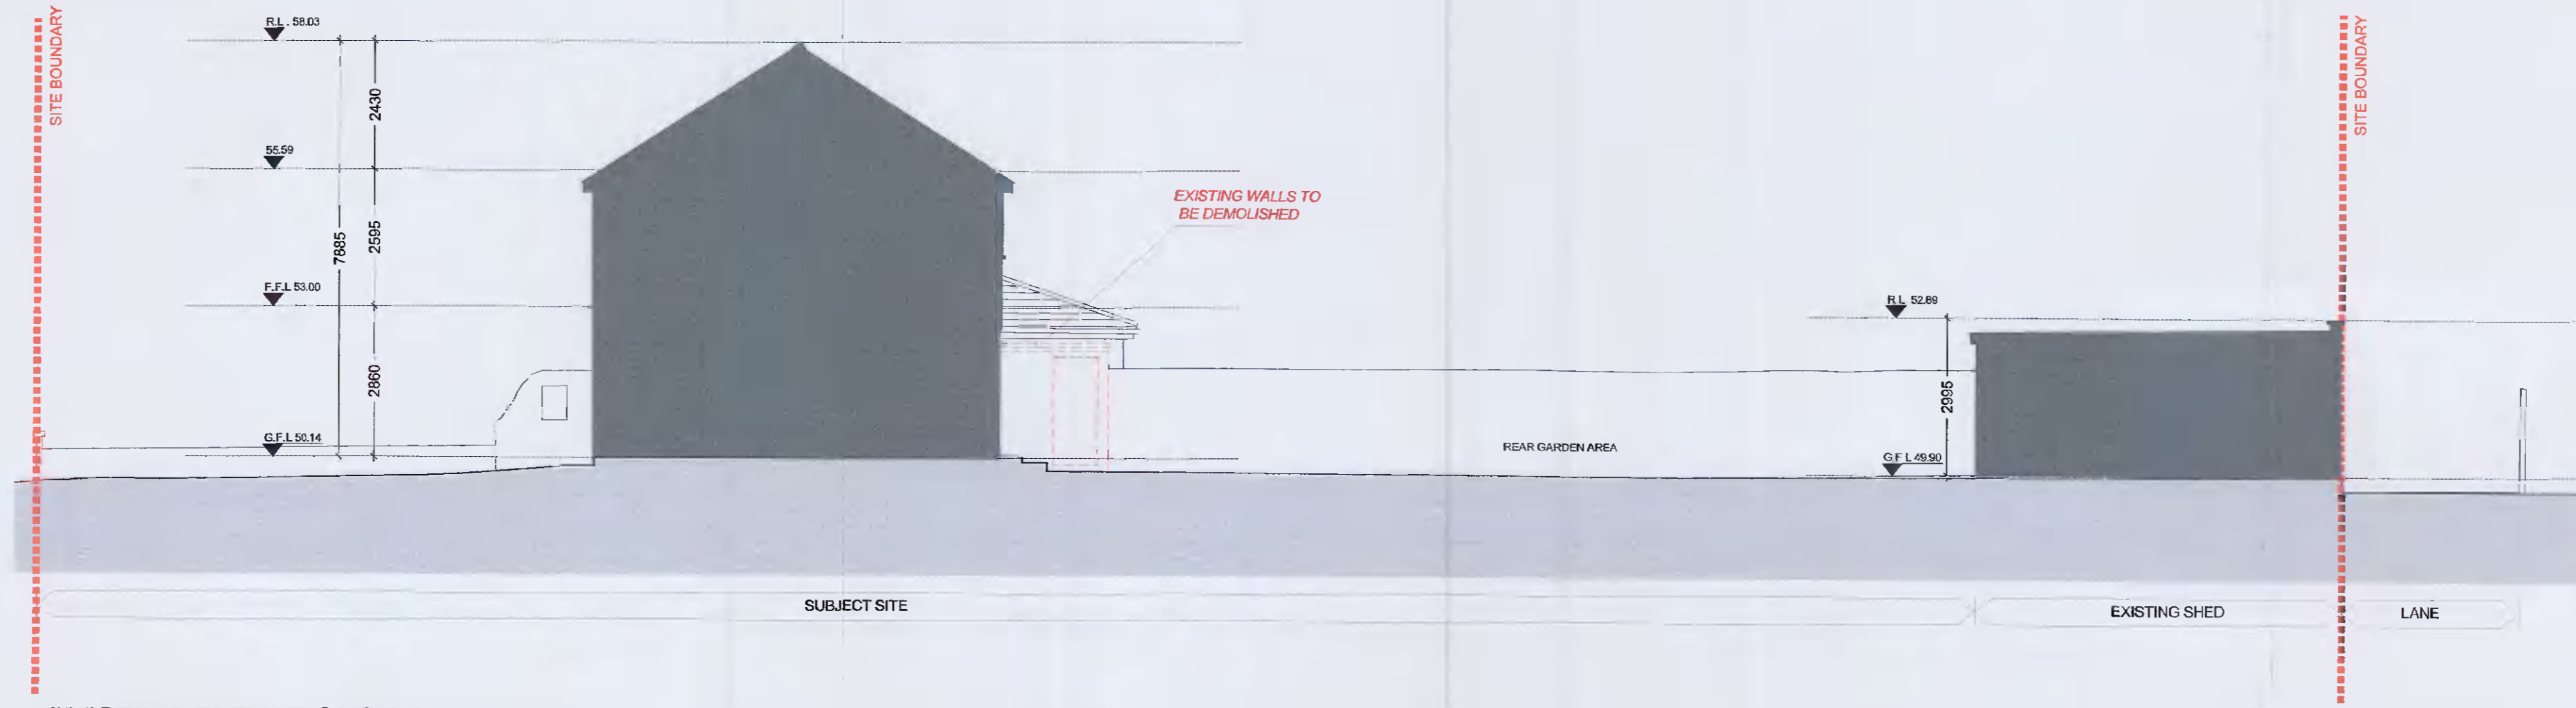 SITE BOUNDARY
R.L . 58.03
2430
55.59
7885
2595
F.F.L 53.00
2860
G.F.L 50.14
EXISTING WALLS TO
BE DEMOLISHED
REAR GARDEN AREA
R.L 52.89
2995
G F L 49.90
SITE BOUNDARY
SUBJECT SITE
EXISTING SHED
LANE